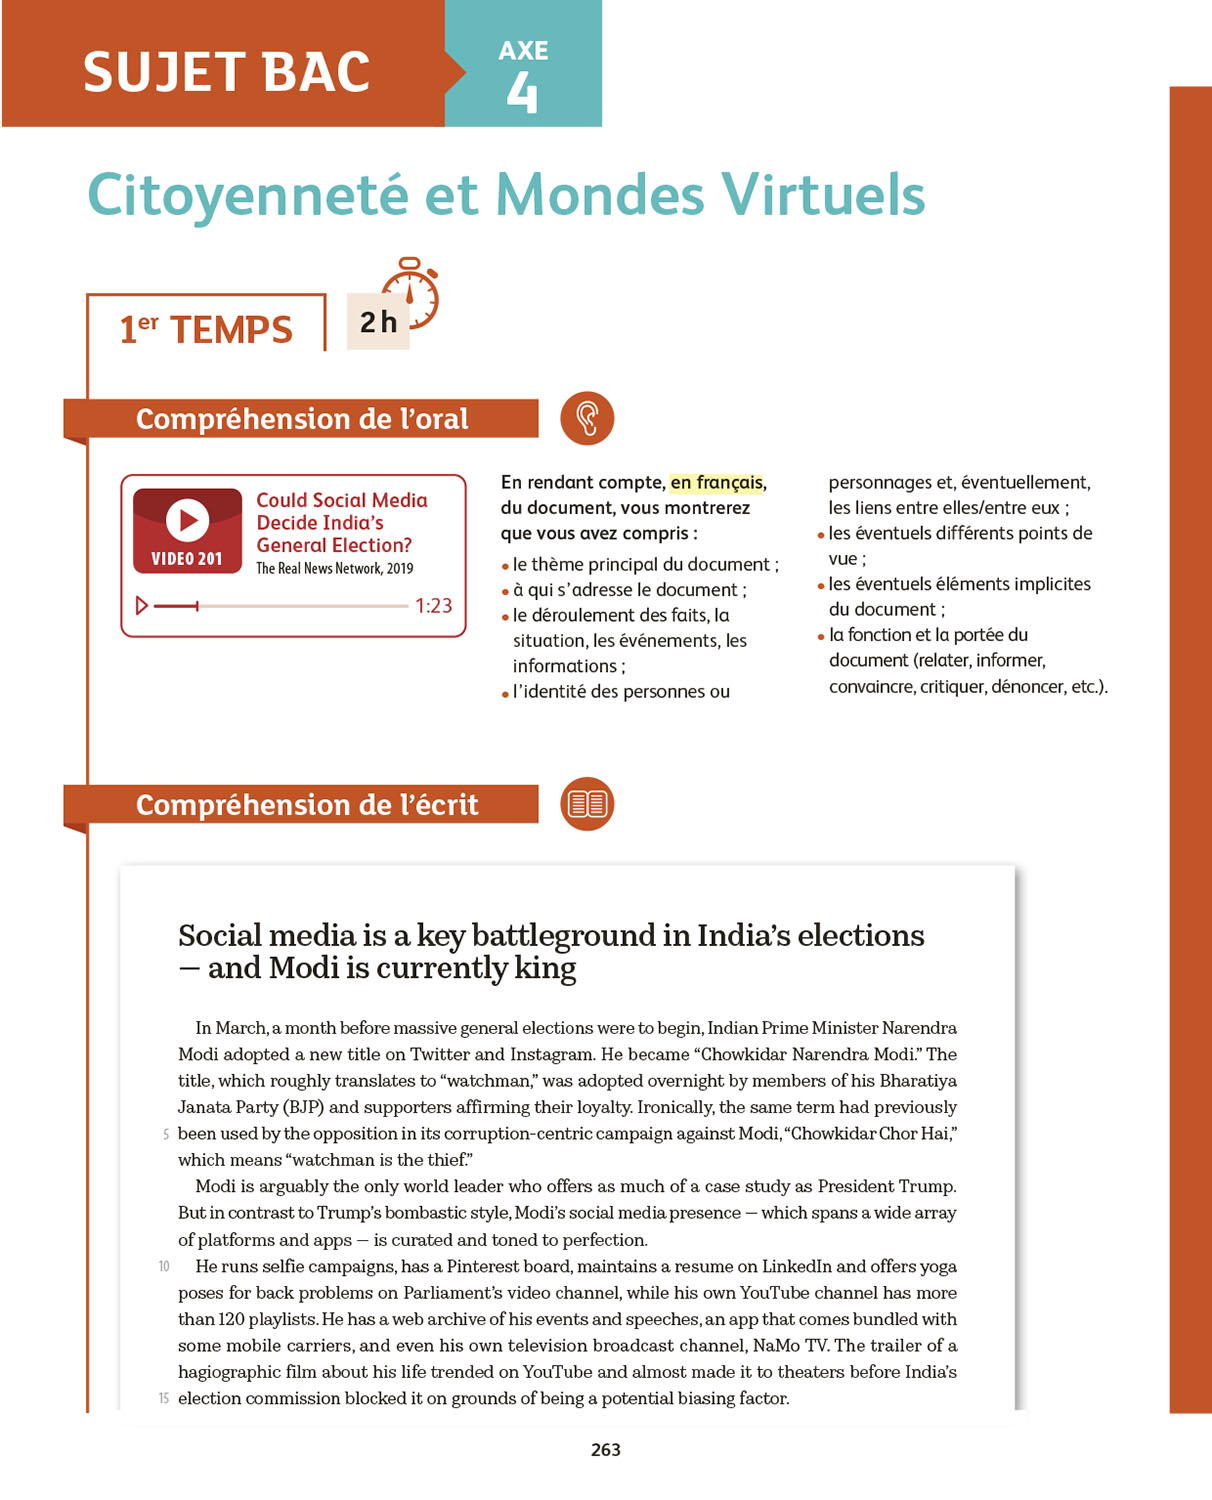 SUJET BAC
AXE
4
Citoyenneté et Mondes Virtuels
1er TEMPS
2 h
Compréhension de l’oral
VIDEO 201
Could Social Media
Decide India’s
General Election?
The Real News Network, 2019
1:23
En rendant compte, en français,
du document, vous montrerez
que vous avez compris :
• le thème principal du document ;
• à qui s’adresse le document ;
• le déroulement des faits, la
situation, les événements, les
informations ;
• l’identité des personnes ou
personnages et, éventuellement,
les liens entre elles/entre eux ;
• les éventuels différents points de
vue ;
• les éventuels éléments implicites
du document ;
• la fonction et la portée du
document (relater, informer,
convaincre, critiquer, dénoncer, etc.).
Compréhension de l’écrit
Social media is a key battleground in India’s elections
– and Modi is currently king
In March, a month before massive general elections were to begin, Indian Prime Minister Narendra
Modi adopted a new title on Twitter and Instagram. He became “Chowkidar Narendra Modi.” The
title, which roughly translates to “watchman,” was adopted overnight by members of his Bharatiya
Janata Party (BJP) and supporters affirming their loyalty. Ironically, the same term had previously
5 been used by the opposition in its corruption-centric campaign against Modi, “Chowkidar Chor Hai,”
which means “watchman is the thief.”
Modi is arguably the only world leader who offers as much of a case study as President Trump.
But in contrast to Trump’s bombastic style, Modi’s social media presence – which spans a wide array
of platforms and apps – is curated and toned to perfection.
10 He runs selfie campaigns, has a Pinterest board, maintains a resume on LinkedIn and offers yoga
poses for back problems on Parliament’s video channel, while his own YouTube channel has more
than 120 playlists. He has a web archive of his events and speeches, an app that comes bundled with
some mobile carriers, and even his own television broadcast channel, NaMo TV. The trailer of a
hagiographic film about his life trended on YouTube and almost made it to theaters before India’s
15 election commission blocked it on grounds of being a potential biasing factor.
263